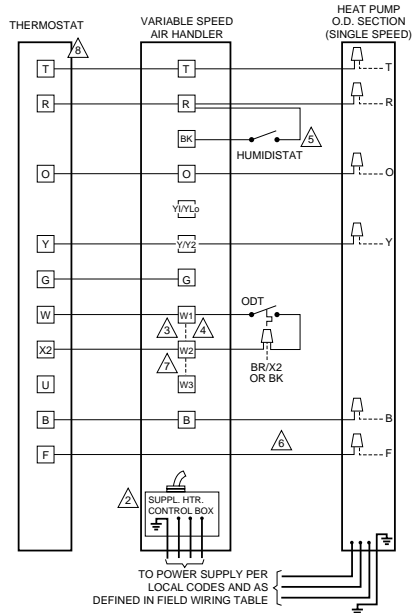 THERMOSTAT
VARIABLE SPEED
AIR HANDLER
HEAT PUMP
O.D. SECTION
(SINGLE SPEED)
8
T T T
R R R
BK
5
HUMIDISTAT
O O O
YI/YLo
Y Y/Y2 Y
G G
W W1
ODT
3 4
X2 W2
7
BR/X2
OR BK
U W3
B B B
F F
6
2
SUPPL. HTR.
CONTROL BOX
TO POWER SUPPLY PER
LOCAL CODES AND AS
DEFINED IN FIELD WIRING TABLE